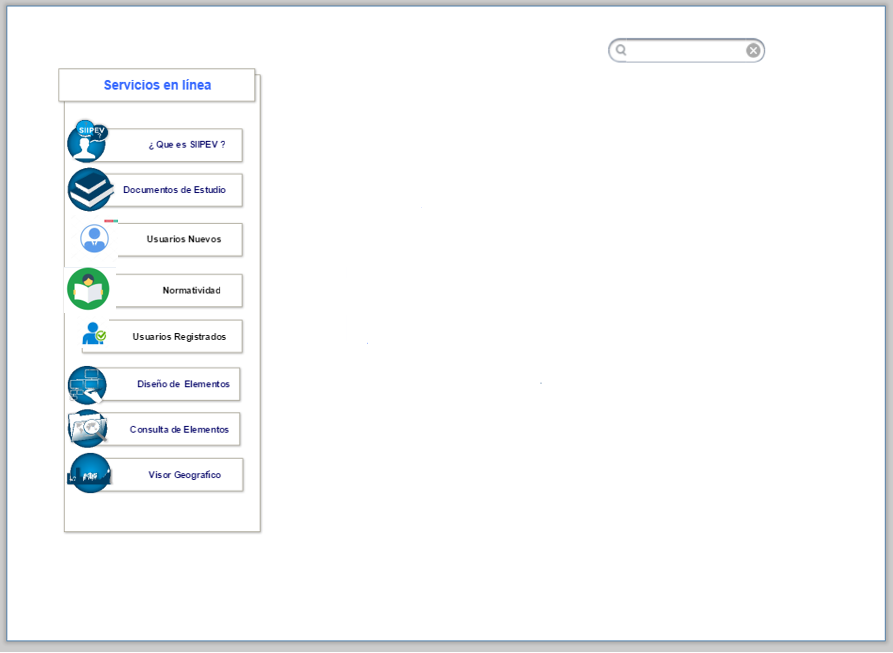 Servicios en línea
SIIPEV
¿ Que es SIIPEV ?
Documentos de Estudio
Usuarios Nuevos
Normatividad
Usuarios Registrados
Diseño de Elementos
Consulta de Elementos
Visor Geografico